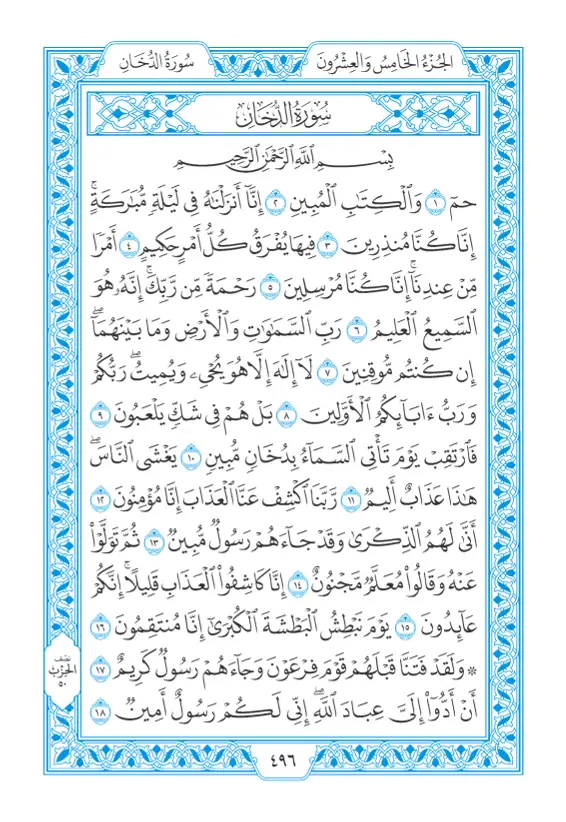 الجُزْءُ الخَامِسُ وَالعِشْرُونَ
سُورَةُ الدُّخَانِ
سُورَةُ الدُّخَانِ
بِسْمِ اللَّهِ الرَّحْمَٰنِ الرَّحِيمِ
حمٓ ١ وَٱلْكِتَٰبِ ٱلْمُبِينِ ٢ إِنَّآ أَنزَلْنَٰهُ فِى لَيْلَةٍ مُّبَٰرَكَةٍ ۚ
إِنَّا كُنَّا مُنذِرِينَ ٣ فِيهَا يُفْرَقُ كُلُّ أَمْرٍ حَكِيمٍ ٤ أَمْرًا
مِّنْ عِندِنَآ ۚ إِنَّا كُنَّا مُرْسِلِينَ ٥ رَحْمَةً مِّن رَّبِّكَ ۚ إِنَّهُۥ هُوَ
ٱلسَّمِيعُ ٱلْعَلِيمُ ٦ رَبِّ ٱلسَّمَٰوَٰتِ وَٱلْأَرْضِ وَمَا بَيْنَهُمَآ ۖ
إِن كُنتُم مُّوقِنِينَ ٧ لَآ إِلَٰهَ إِلَّا هُوَ يُحْىِۦ وَيُمِيتُ ۖ رَبُّكُمْ
وَرَبُّ ءَابَآئِكُمُ ٱلْأَوَّلِينَ ٨ بَلْ هُمْ فِى شَكٍّ يَلْعَبُونَ ٩
فَٱرْتَقِبْ يَوْمَ تَأْتِى ٱلسَّمَآءُ بِدُخَانٍ مُّبِينٍ ١٠ يَغْشَى ٱلنَّاسَ ۖ
هَٰذَا عَذَابٌ أَلِيمٌ ١١ رَّبَّنَا ٱكْشِفْ عَنَّا ٱلْعَذَابَ إِنَّا مُؤْمِنُونَ ١٢
أَنَّىٰ لَهُمُ ٱلذِّكْرَىٰ وَقَدْ جَآءَهُمْ رَسُولٌ مُّبِينٌ ١٣ ثُمَّ تَوَلَّوْا۟
عَنْهُ وَقَالُوا۟ مُعَلَّمٌ مَّجْنُونٌ ١٤ إِنَّا كَاشِفُوا۟ ٱلْعَذَابِ قَلِيلًا ۚ إِنَّكُمْ
عَآئِدُونَ ١٥ يَوْمَ نَبْطِشُ ٱلْبَطْشَةَ ٱلْكُبْرَىٰٓ إِنَّا مُنتَقِمُونَ ١٦
۞ وَلَقَدْ فَتَنَّا قَبْلَهُمْ قَوْمَ فِرْعَوْنَ وَجَآءَهُمْ رَسُولٌ كَرِيمٌ ١٧
أَنْ أَدُّوٓا۟ إِلَىَّ عِبَادَ ٱللَّهِ ۖ إِنِّى لَكُمْ رَسُولٌ أَمِينٌ ١٨
نصف
الحزب
٥٠
٤٩٦